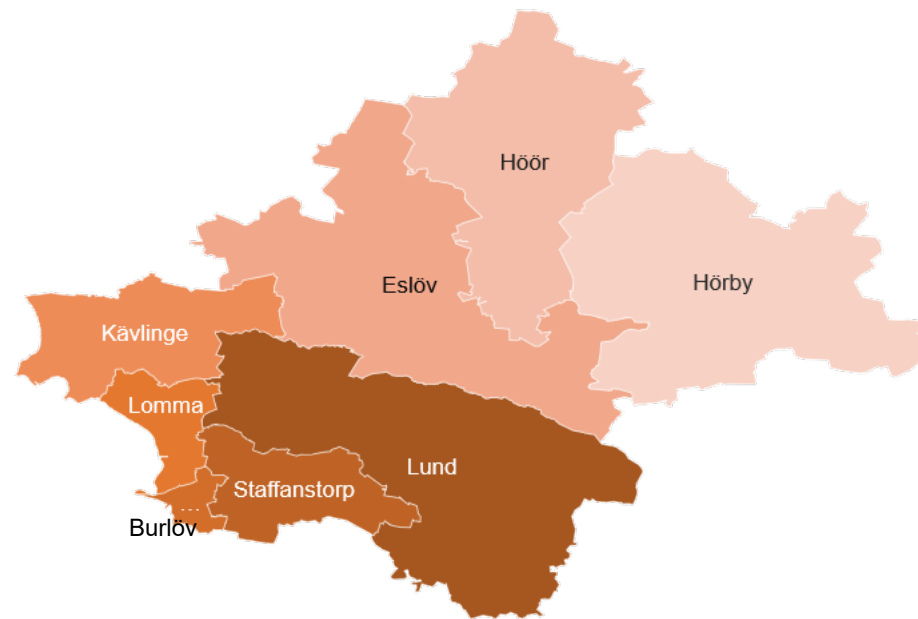 Höör
Hörby
Eslöv
Kävlinge
Lomma
Lund
Staffanstorp
...
Burlöv